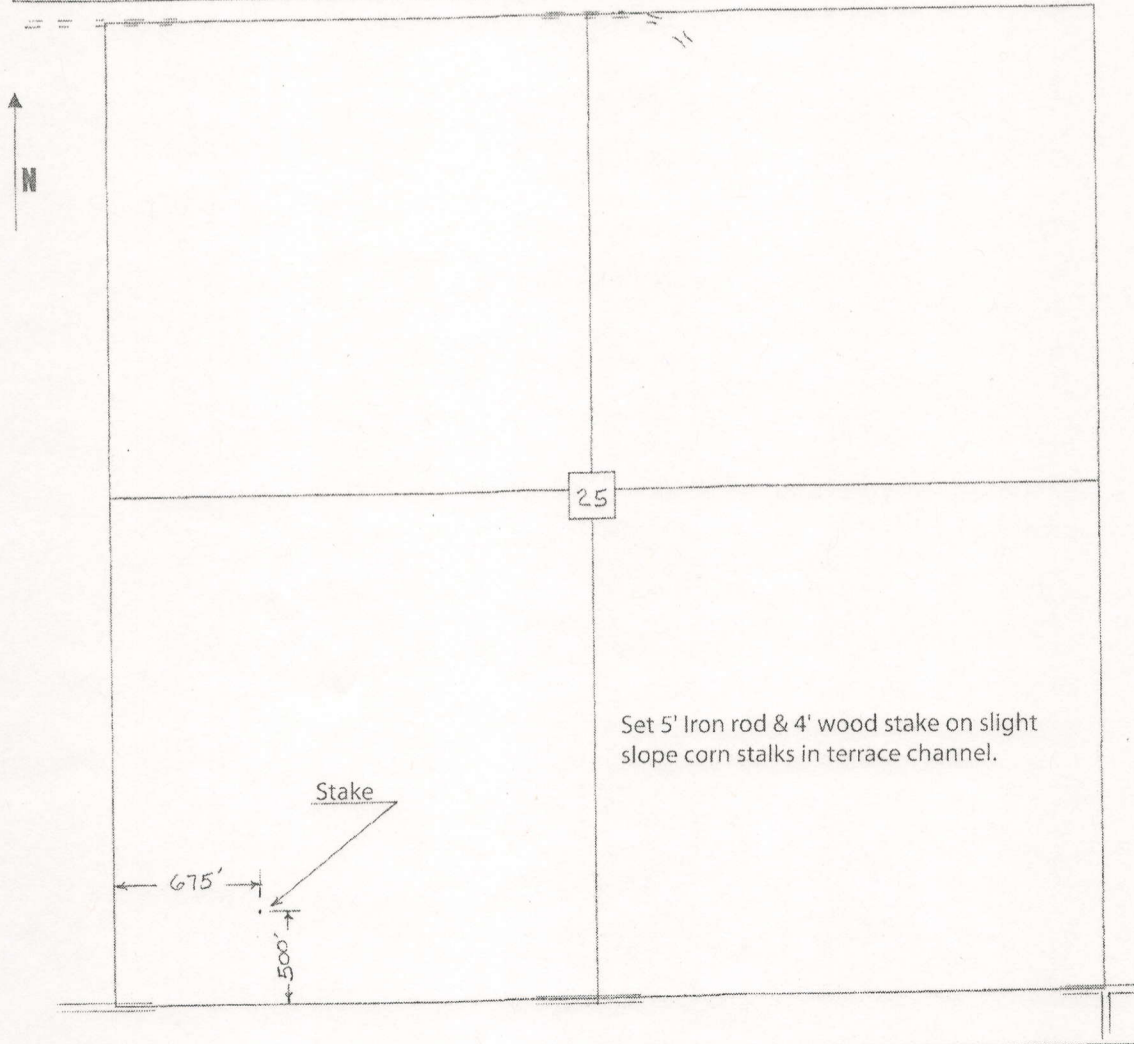 N
25
Set 5' Iron rod & 4' wood stake on slight
slope corn stalks in terrace channel.
Stake
675'
500'